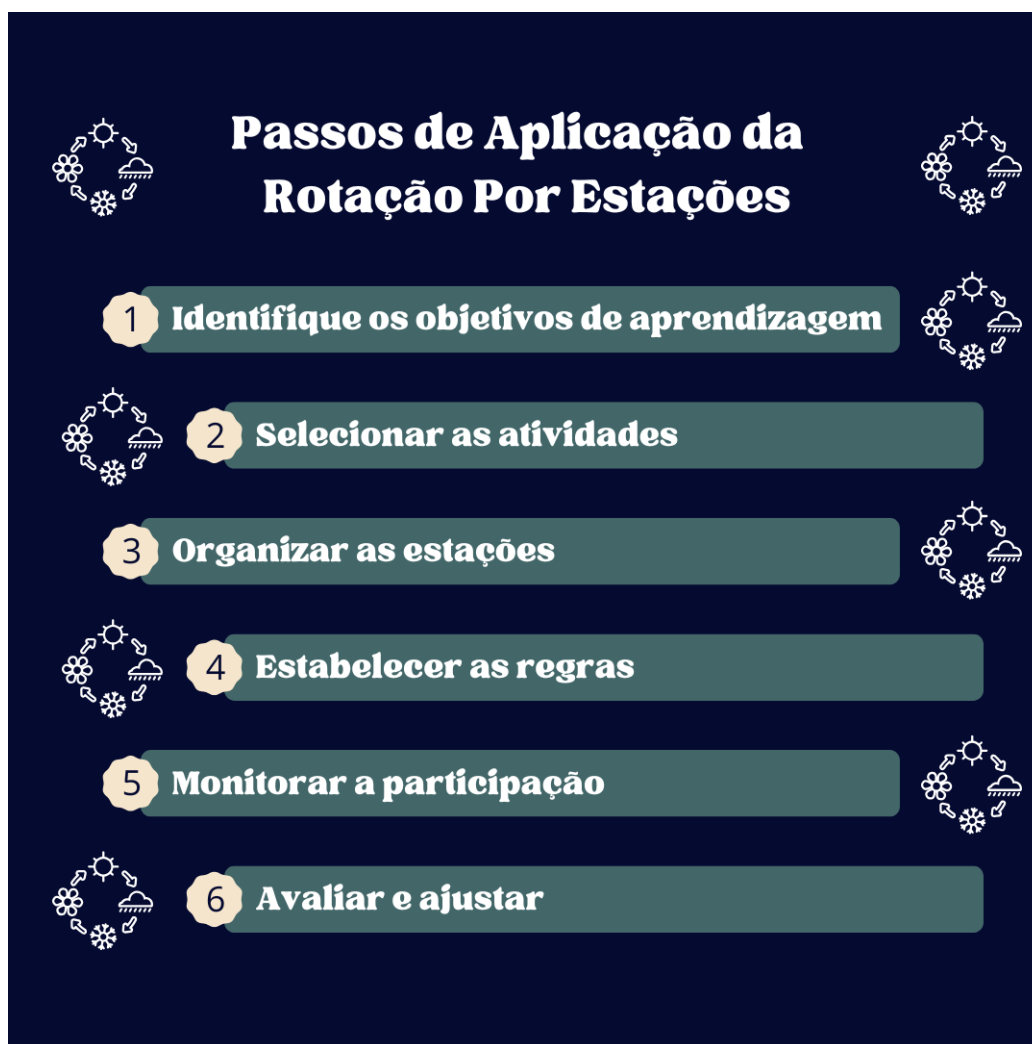 Passos de Aplicação da
Rotação Por Estações
1 Identifique os objetivos de aprendizagem
2 Selecionar as atividades
3 Organizar as estações
4 Estabelecer as regras
5 Monitorar a participação
6 Avaliar e ajustar